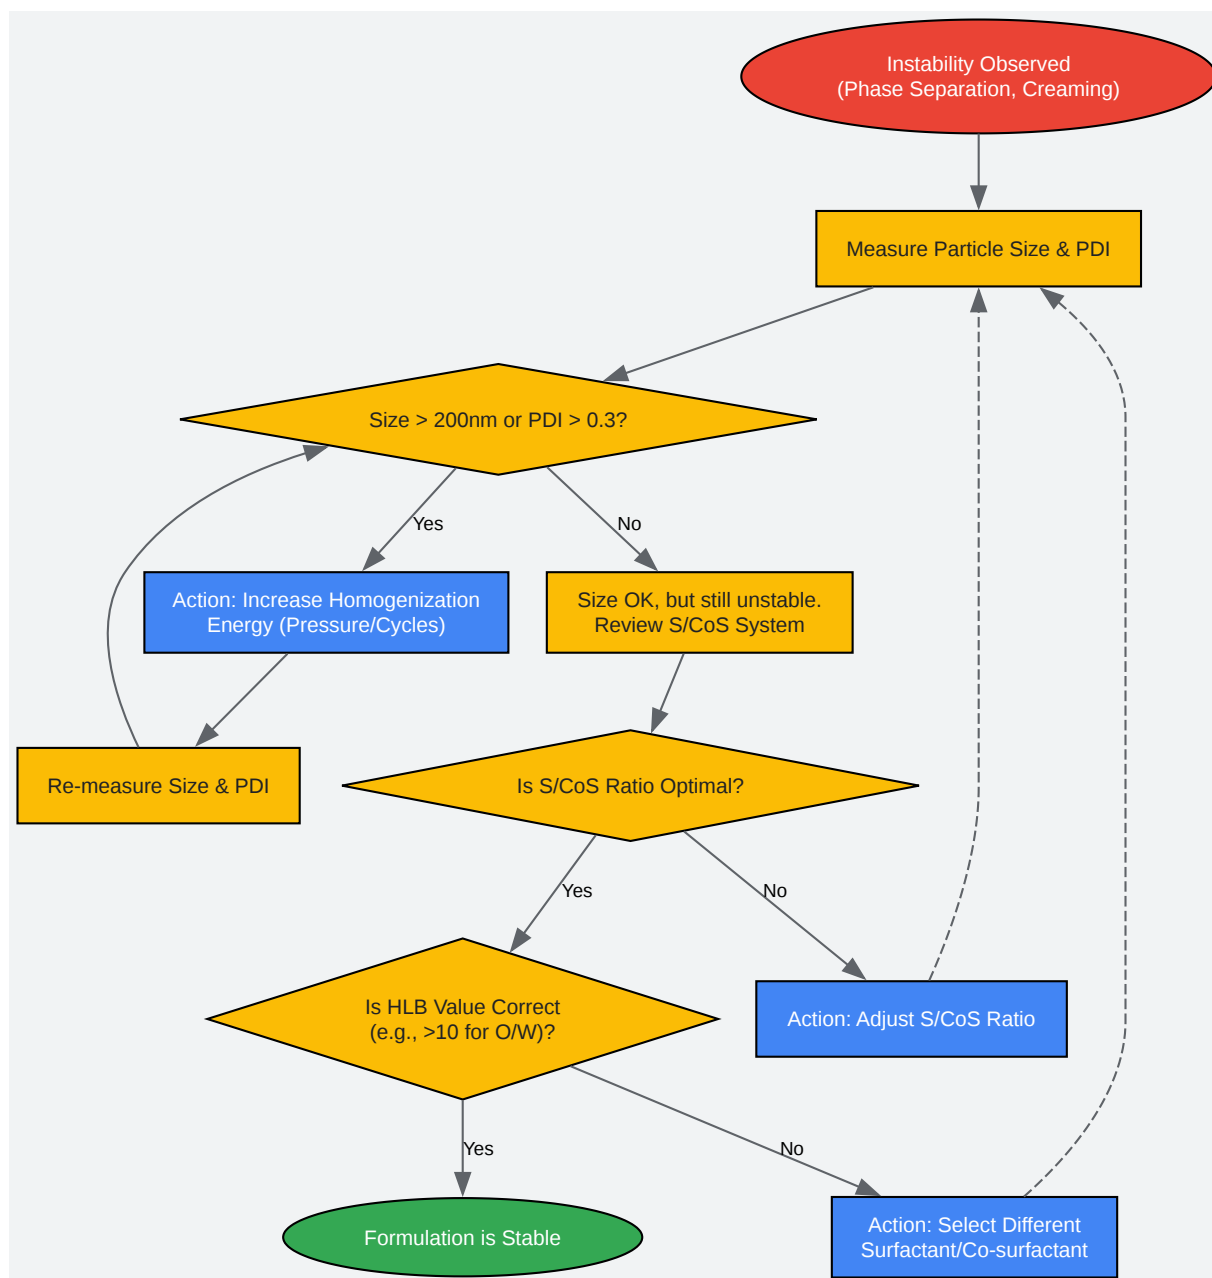 Instability Observed
(Phase Separation, Creaming)
Measure Particle Size & PDI
Size > 200nm or PDI > 0.3?
Yes
No
Action: Increase Homogenization
Energy (Pressure/Cycles)
Size OK, but still unstable.
Review S/CoS System
Re-measure Size & PDI
Is S/CoS Ratio Optimal?
Yes
No
Is HLB Value Correct
(e.g., >10 for O/W)?
Action: Adjust S/CoS Ratio
Yes
No
Formulation is Stable
Action: Select Different
Surfactant/Co-surfactant